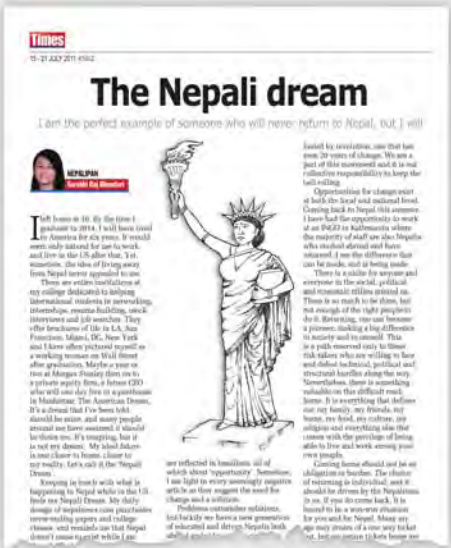 Times
15 - 21 JULY 2011 #562
The Nepali dream
I am the perfect example of someone who will never return to Nepal, but I will
NEPALIPAN
Surabhi Raj Bhandari
I left home at 16. By the time I
graduate in 2014, I will have lived
in America for six years. It would
seem only natural for me to work
and live in the US after that. Yet,
somehow, the idea of living away
from Nepal never appealed to me.
There are entire institutions at
my college dedicated to helping
international students in networking,
internships, resume-building, mock
interviews and job searches. They
offer brochures of life in LA, San
Francisco, Miami, DC, New York
and I have often pictured myself as
a working woman on Wall Street
after graduation. Maybe a year or
two at Morgan Stanley then on to
a private equity firm, a future CEO
who will one day live in a penthouse
in Manhattan. The American Dream.
It's a dream that I've been told
should be mine, and many people
around me have assumed it should
be theirs too. It's tempting, but it
is not my dream. My ideal future
is one closer to home, closer to
my reality. Let's call it the 'Nepali
Dream'.
Keeping in touch with what is
happening to Nepal while in the US
fuels my Nepali Dream. My daily
dosage of nepalnews.com punctuates
never-ending papers and college
classes, and reminds me that Nepal
doesn't cease to exist while I am
are reflected in headlines, all of
which shout 'opportunity'. Somehow,
I see light in every seemingly negative
article as they suggest the need for
change and a solution.
Problems outnumber solutions,
but luckily we have a new generation
of educated and driven Nepalis both
fueled by revolution, one that has
seen 20 years of change. We are a
part of this movement and it is our
collective responsibility to keep the
ball rolling.
Opportunities for change exist
at both the local and national level.
Coming back to Nepal this summer,
I have had the opportunity to work
at an INGO in Kathmandu where
the majority of staff are also Nepalis
who studied abroad and have
returned. I see the difference that
can be made, and is being made.
There is a niche for anyone and
everyone in the social, political
and economic milieu around us.
There is so much to be done, but
not enough of the right people to
do it. Returning, one can become
a pioneer, making a big difference
to society and to oneself. This
is a path reserved only to those
risk-takers who are willing to face
and defeat technical, political and
structural hurdles along the way.
Nevertheless, there is something
valuable on this difficult track
home. It is everything that defines
our family, my friends, my
home, my food, my culture, my
religion and everything else that
comes with the privilege of being
able to live and work among your
own people.
Coming home should not be an
obligation or burden. The choice
of returning is individual, and it
should be driven by the Nepaliness
in us. If you do come back, it is
bound to be a win-win situation
for you and for Nepal. Many on